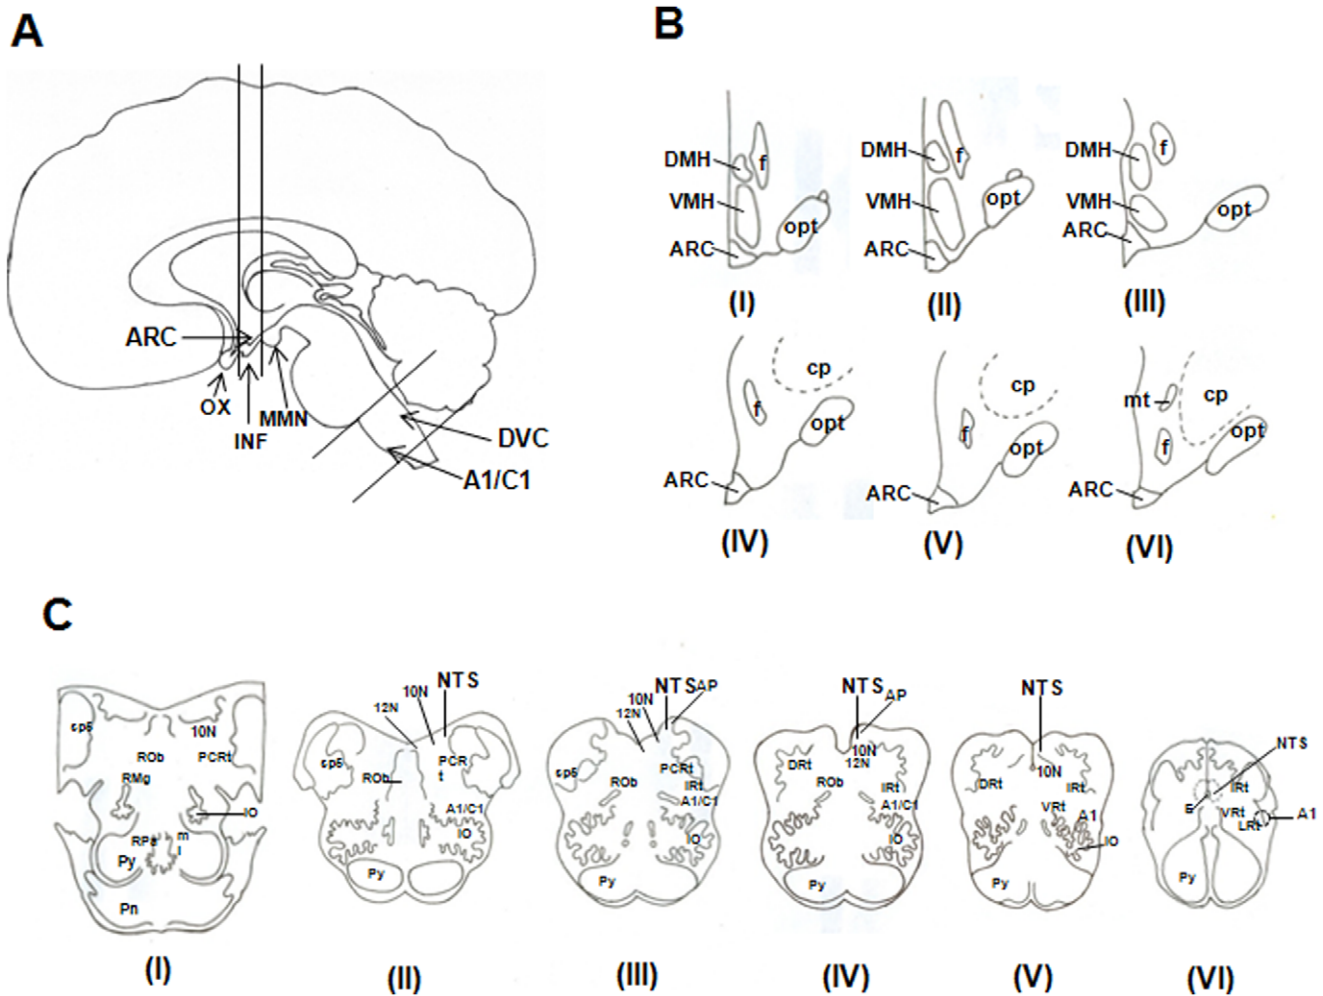 A
ARC
OX
INF
MMN
DVC
A1/C1
B
DMH
f
VMH
opt
ARC
(I)
DMH
f
VMH
opt
ARC
(II)
DMH
f
VMH
opt
ARC
(III)
cp
f
opt
ARC
(IV)
cp
f
opt
ARC
(V)
mt
cp
f
opt
ARC
(VI)
C
sp5
10N
ROb
PCRt
RMg
IO
RPa
m
l
Py
Pn
(I)
12N
10N
NTS
sp5
ROb
PCR
t
A1/C1
IO
Py
(II)
12N
10N
NTS
AP
sp5
ROb
PCRt
IRt
A1/C1
IO
Py
(III)
NTS
AP
10N
12N
DRt
ROb
IRt
A1/C1
IO
Py
(IV)
NTS
10N
DRt
IRt
VRt
A1
IO
Py
(V)
NTS
IRt
VRt
LRt
A1
Py
(VI)